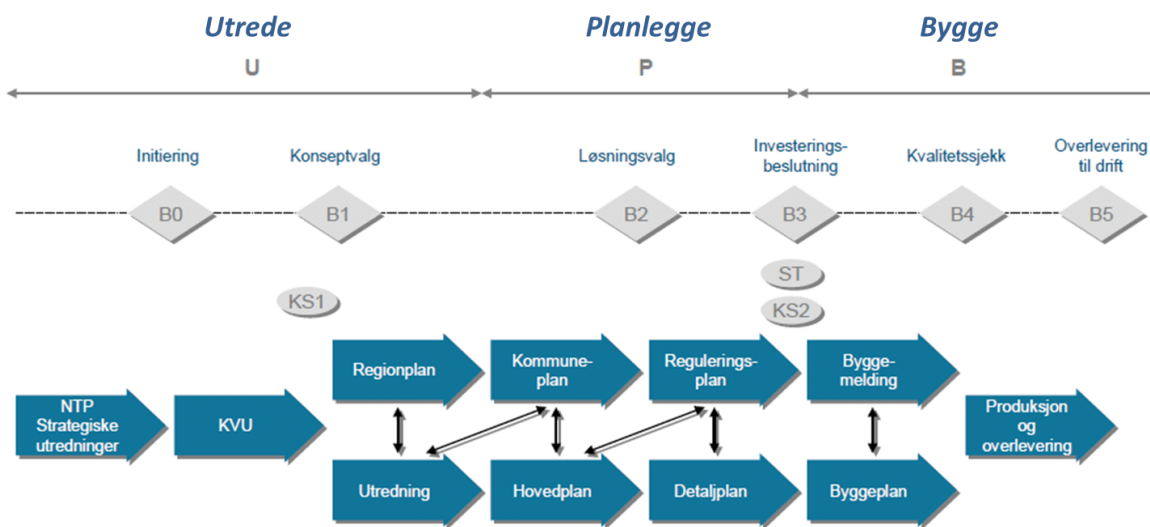 Utrede
Planlegge
Bygge
U
P
B
Initiering
Konseptvalg
Løsningsvalg
Investerings-
beslutning
Kvalitetssjekk
Overlevering
til drift
B0
B1
B2
B3
B4
B5
ST
KS1
KS2
Regionplan
Kommune-
plan
Regulerings-
plan
Bygge-
melding
NTP
Strategiske
utredninger
KVU
Produksjon
og
overlevering
Utredning
Hovedplan
Detaljplan
Byggeplan